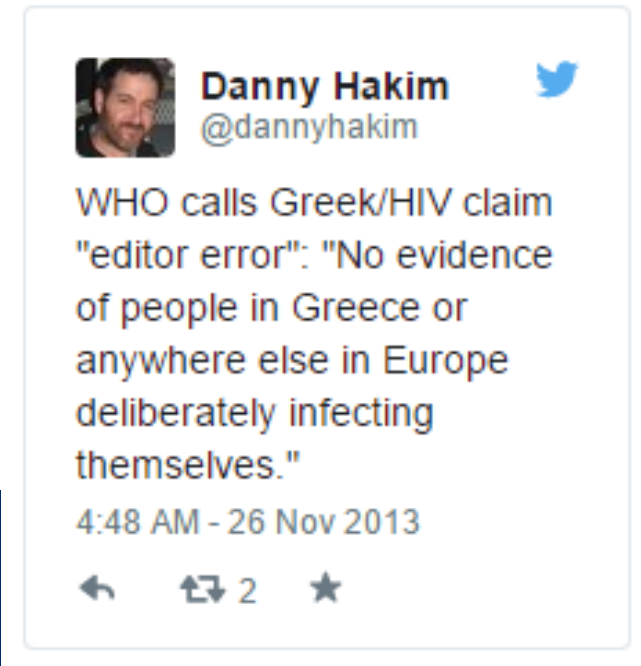 Danny Hakim
@dannyhakim
WHO calls Greek/HIV claim
"editor error": "No evidence
of people in Greece or
anywhere else in Europe
deliberately infecting
themselves."
4:48 AM - 26 Nov 2013
2